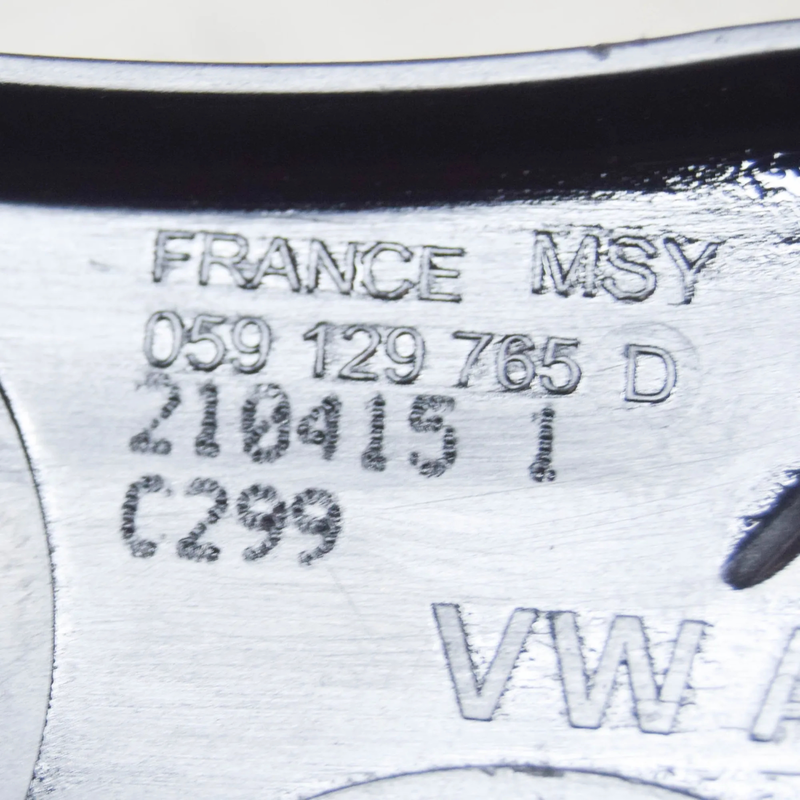 FRANCE MSY
059 129 765 D
210415 1
C299
VW A